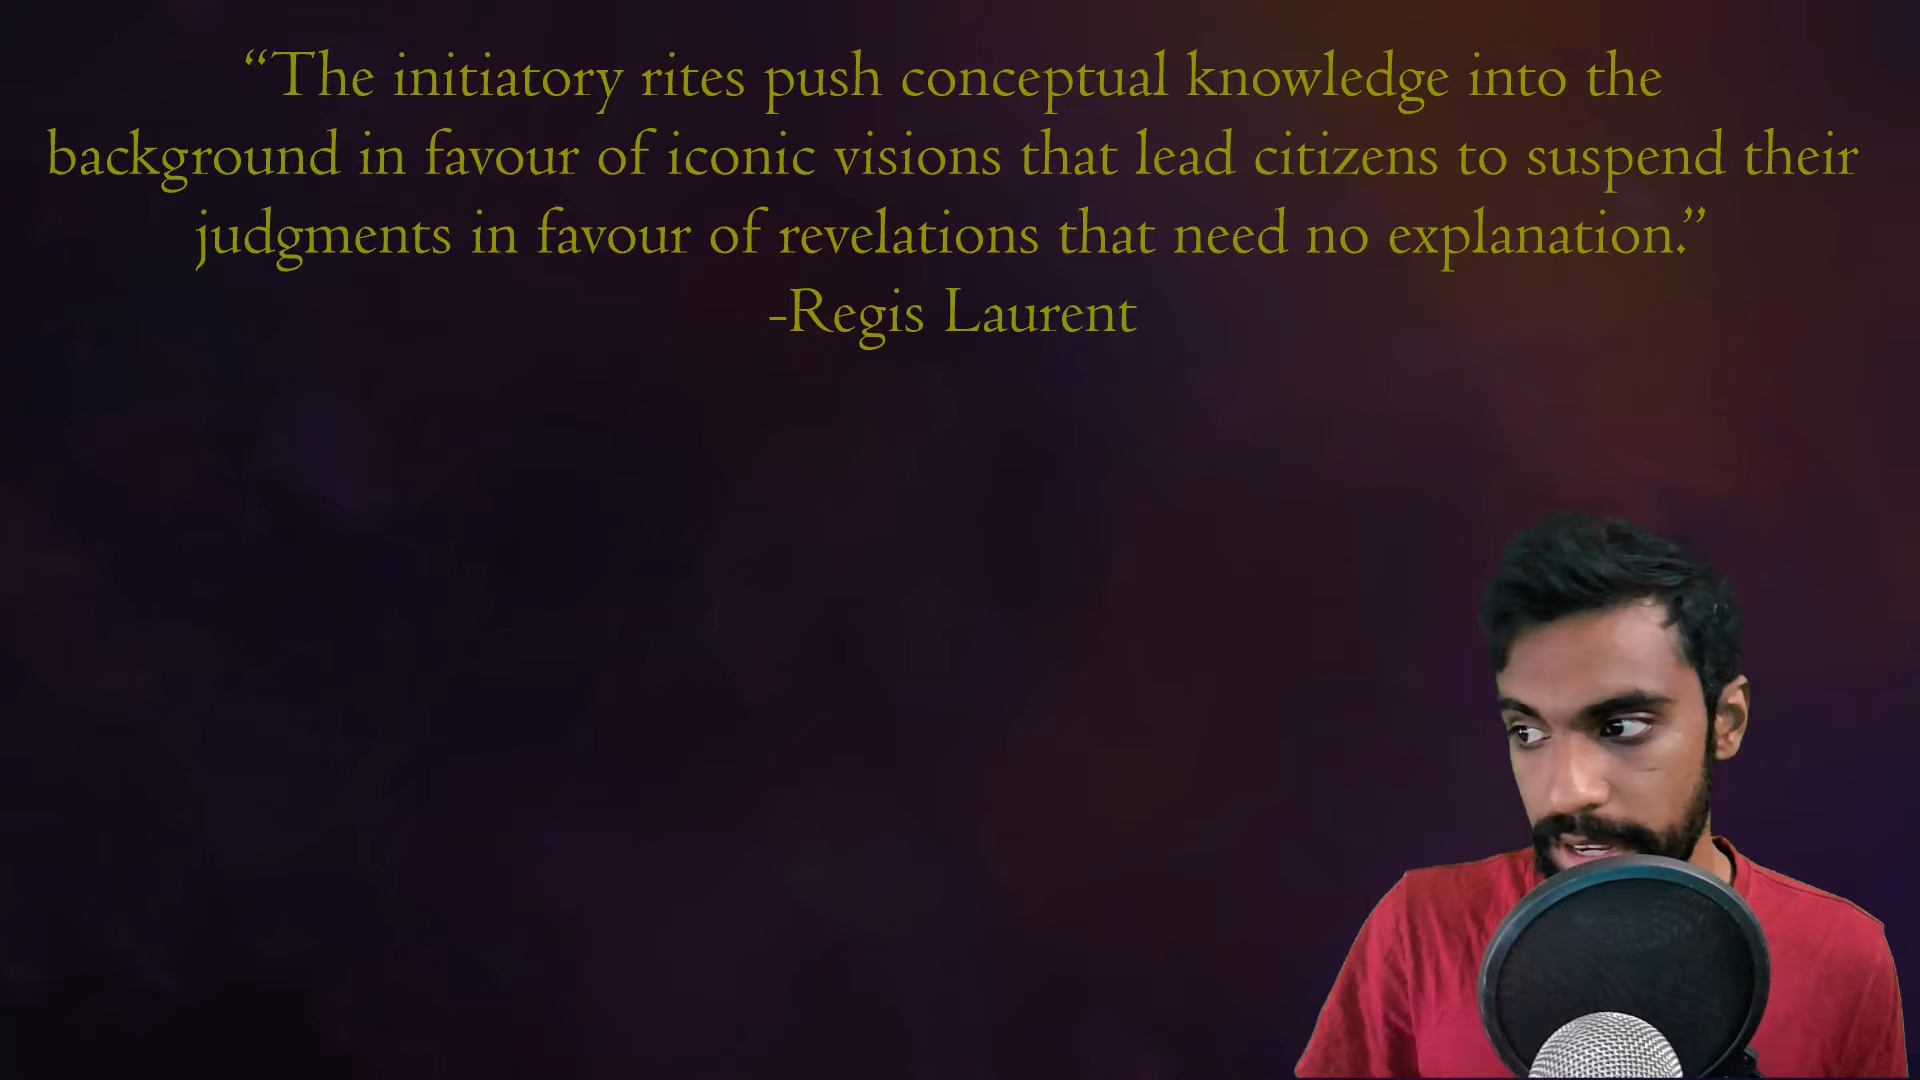 “The initiatory rites push conceptual knowledge into the
background in favour of iconic visions that lead citizens to suspend their
judgments in favour of revelations that need no explanation.”
-Regis Laurent